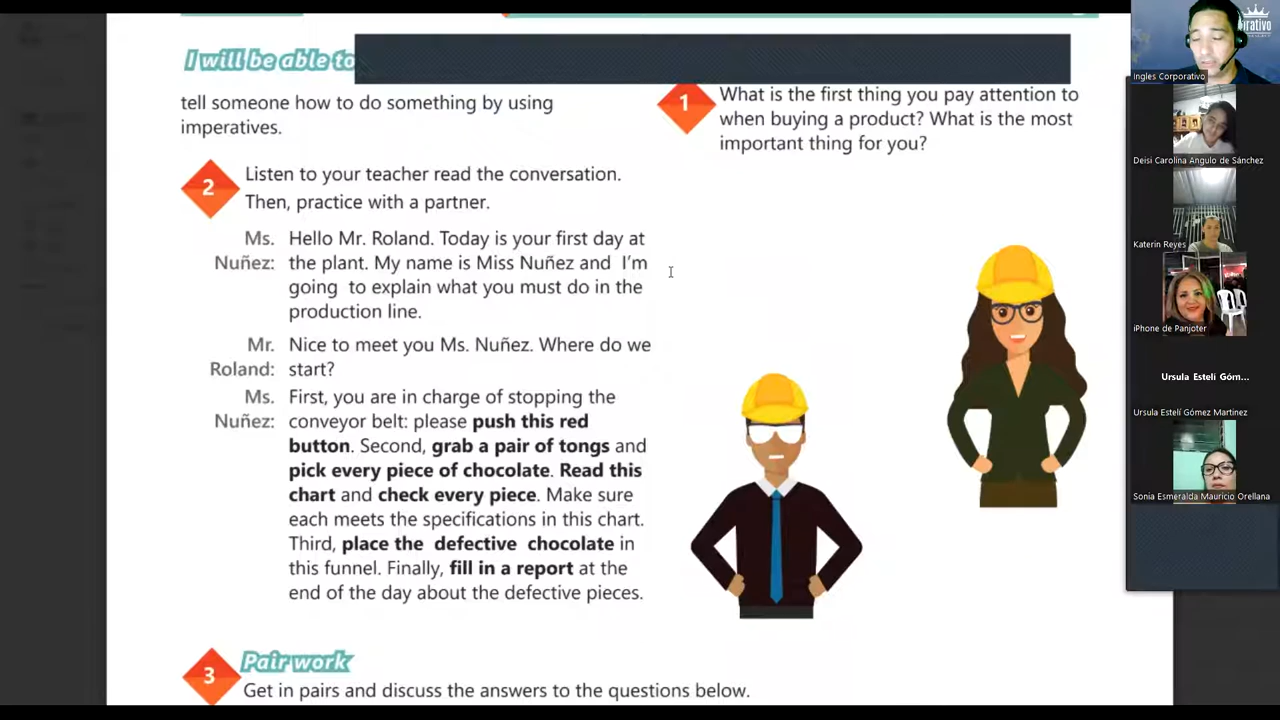 I will be able to
tell someone how to do something by using
imperatives.
1
What is the first thing you pay attention to
when buying a product? What is the most
important thing for you?
2
Listen to your teacher read the conversation.
Then, practice with a partner.
Ms. Hello Mr. Roland. Today is your first day at
Nuñez: the plant. My name is Miss Nuñez and I'm
going to explain what you must do in the
production line.
Mr. Nice to meet you Ms. Nuñez. Where do we
Roland: start?
Ms. First, you are in charge of stopping the
Nuñez: conveyor belt: please push this red
button. Second, grab a pair of tongs and
pick every piece of chocolate. Read this
chart and check every piece. Make sure
each meets the specifications in this chart.
Third, place the defective chocolate in
this funnel. Finally, fill in a report at the
end of the day about the defective pieces.
3
Pair work
Get in pairs and discuss the answers to the questions below.
irativo
Ingles Corporativo
Deisi Carolina Angulo de Sánchez
Katerin Reyes
iPhone de Panjoter
Ursula Estelí Góm...
Ursula Estelí Gómez Martinez
Sonia Esmeralda Mauricio Orellana